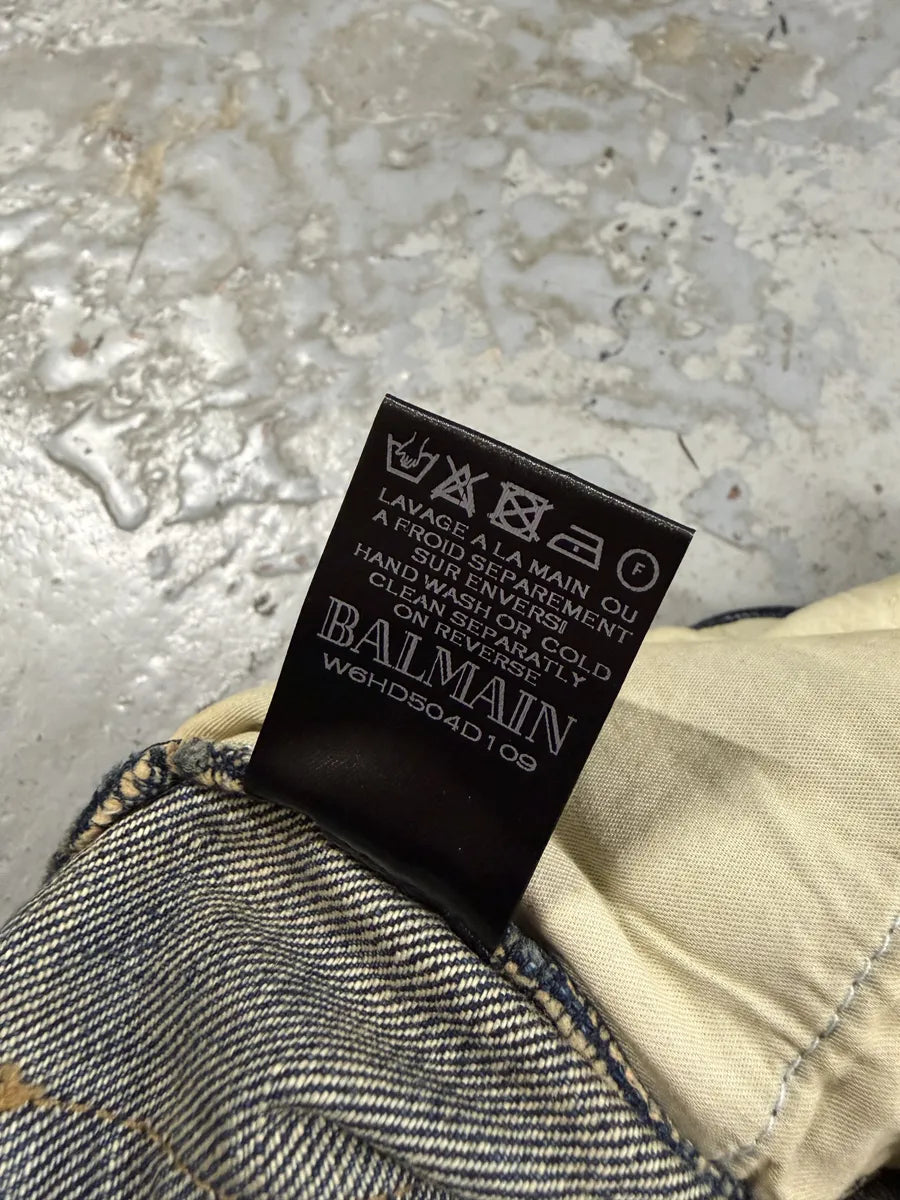 F
LAVAGE A LA MAIN OU
A FROID SEPAREMENT
SUR ENVERS!
HAND WASH OR COLD
CLEAN SEPARATLY
ON REVERSE
BALMAIN
W6HD504D109